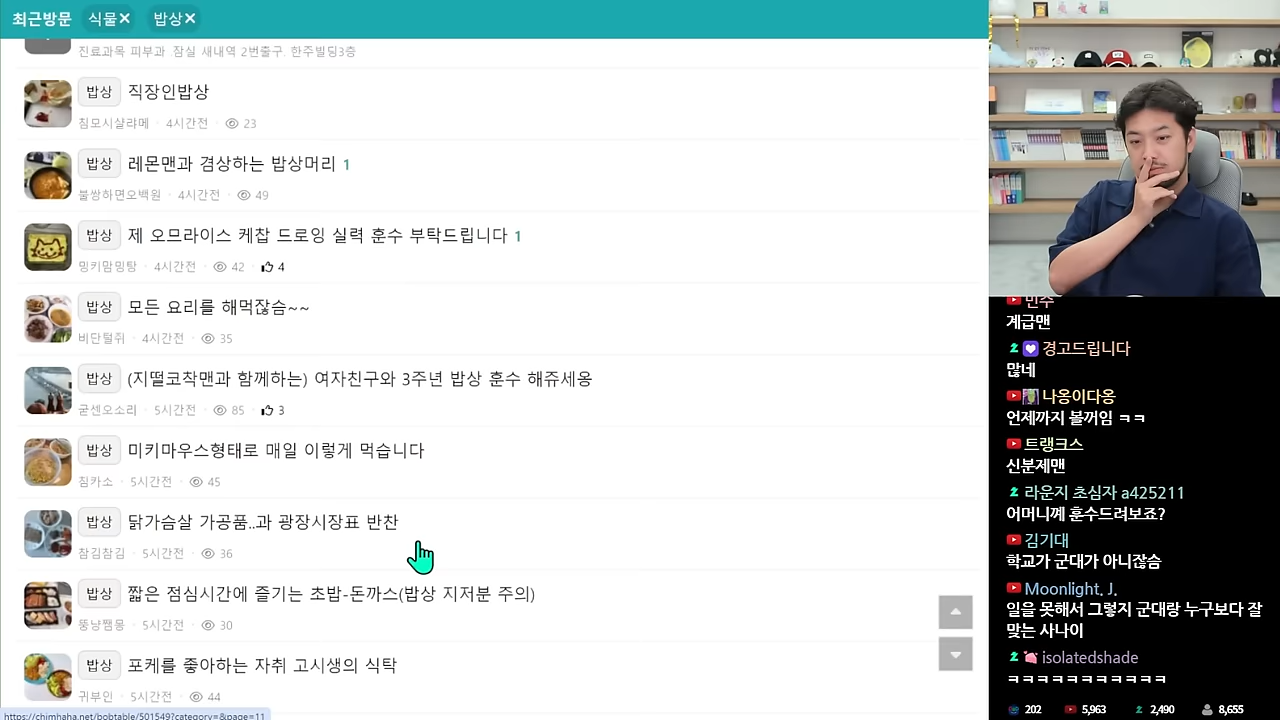 최근방문 식물✕ 밥상✕
진료과목 피부과 잠실 새내역 2번출구. 한주빌딩3층
밥상 직장인밥상
침모시샬랴메 · 4시간전 · 23
밥상 레몬맨과 겸상하는 밥상머리 1
불쌍하면오백원 · 4시간전 · 49
밥상 제 오므라이스 케찹 드로잉 실력 훈수 부탁드립니다 1
밍키맘밍탕 · 4시간전 · 42 4
밥상 모든 요리를 해먹잖슴~~
비단털쥐 · 4시간전 · 35
밥상 (지떨코착맨과 함께하는) 여자친구와 3주년 밥상 훈수 해쥬세용
굳센오소리 · 5시간전 · 85 3
밥상 미키마우스형태로 매일 이렇게 먹습니다
침카소 · 5시간전 · 45
밥상 닭가슴살 가공품..과 광장시장표 반찬
참김참김 · 5시간전 · 36
밥상 짧은 점심시간에 즐기는 초밥-돈까스(밥상 지저분 주의)
뚱냥쨈몽 · 5시간전 · 30
밥상 포케를 좋아하는 자취 고시생의 식탁
귀부인 · 5시간전 · 44
https://chimhaha.net/bobtable/501549?category=&page=11
민수
계급맨
경고드립니다
많네
나옹이다옹
언제까지 볼꺼임 ㅋㅋ
트랭크스
신분제맨
라운지 초심자 a425211
어머니꼐 훈수드려보죠?
김기대
학교가 군대가 아니잖슴
Moonlight. J.
일을 못해서 그렇지 군대랑 누구보다 잘
맞는 사나이
isolatedshade
ㅋㅋㅋㅋㅋㅋㅋㅋㅋㅋㅋ
202 5,963 2,490 8,655